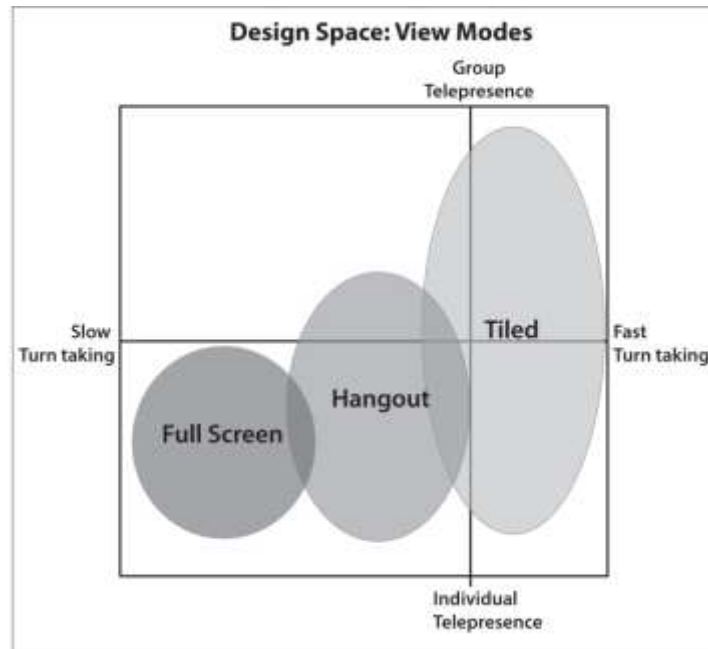 Design Space: View Modes
Group
Telepresence
Slow
Turn taking
Tiled
Fast
Turn taking
Hangout
Full Screen
Individual
Telepresence